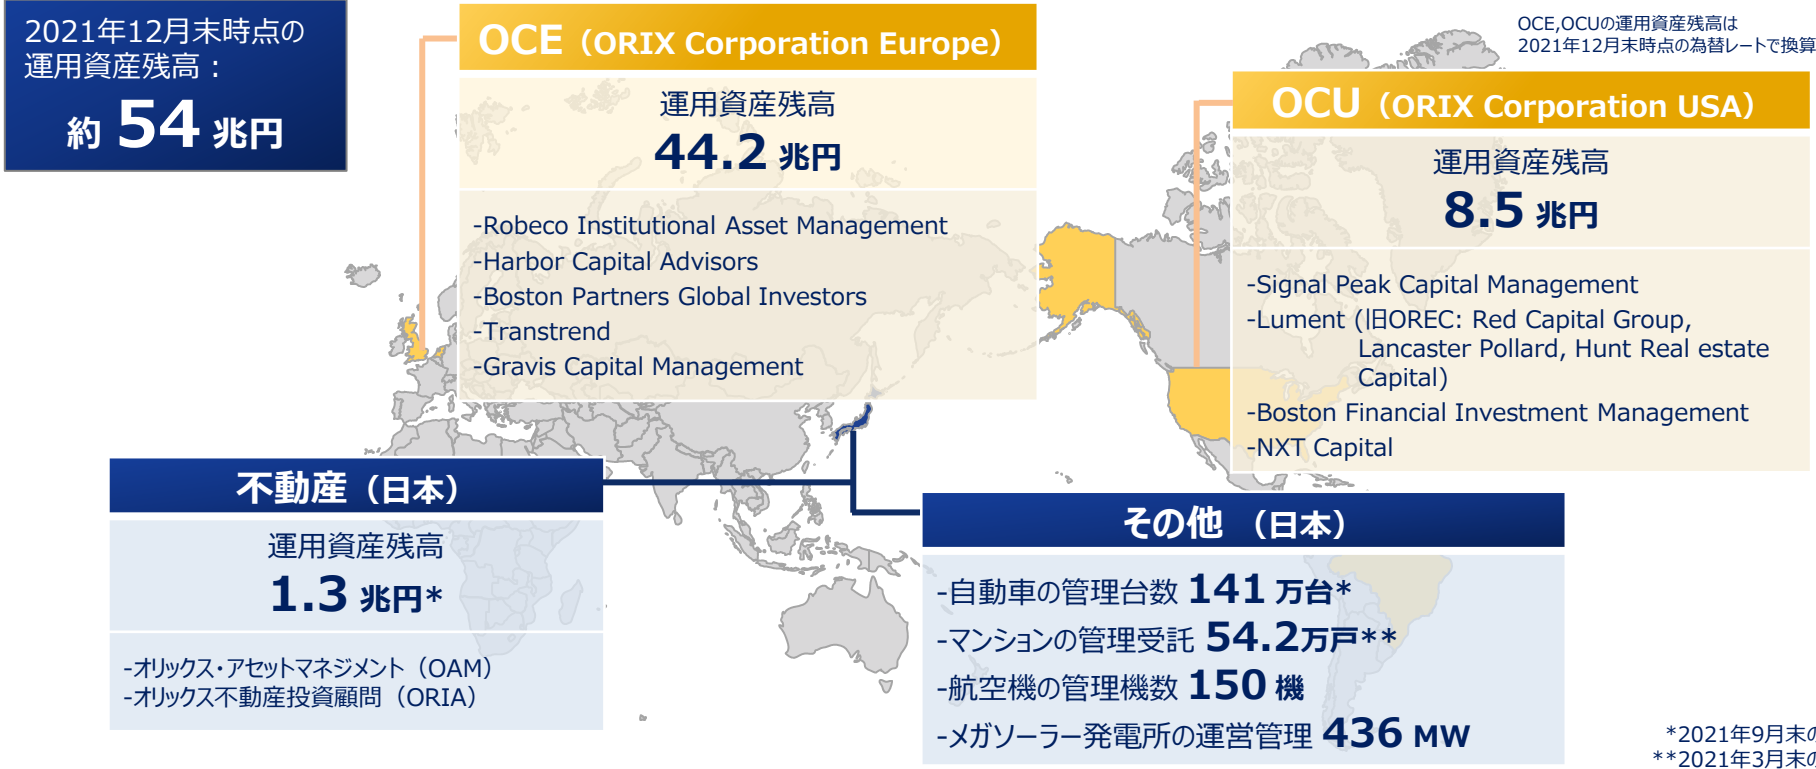 2021年12月末時点の
運用資産残高：
約 54 兆円
OCE（ORIX Corporation Europe）
運用資産残高
44.2 兆円
-Robeco Institutional Asset Management
-Harbor Capital Advisors
-Boston Partners Global Investors
-Transtrend
-Gravis Capital Management
OCE,OCUの運用資産残高は
2021年12月末時点の為替レートで換算
OCU（ORIX Corporation USA）
運用資産残高
8.5 兆円
-Signal Peak Capital Management
-Lument (旧OREC: Red Capital Group,
Lancaster Pollard, Hunt Real estate
Capital)
-Boston Financial Investment Management
-NXT Capital
不動産（日本）
運用資産残高
1.3 兆円*
-オリックス・アセットマネジメント（OAM）
-オリックス不動産投資顧問（ORIA）
その他 （日本）
-自動車の管理台数 141 万台*
-マンションの管理受託 54.2万戸**
-航空機の管理機数 150 機
-メガソーラー発電所の運営管理 436 MW
*2021年9月末の
**2021年3月末の